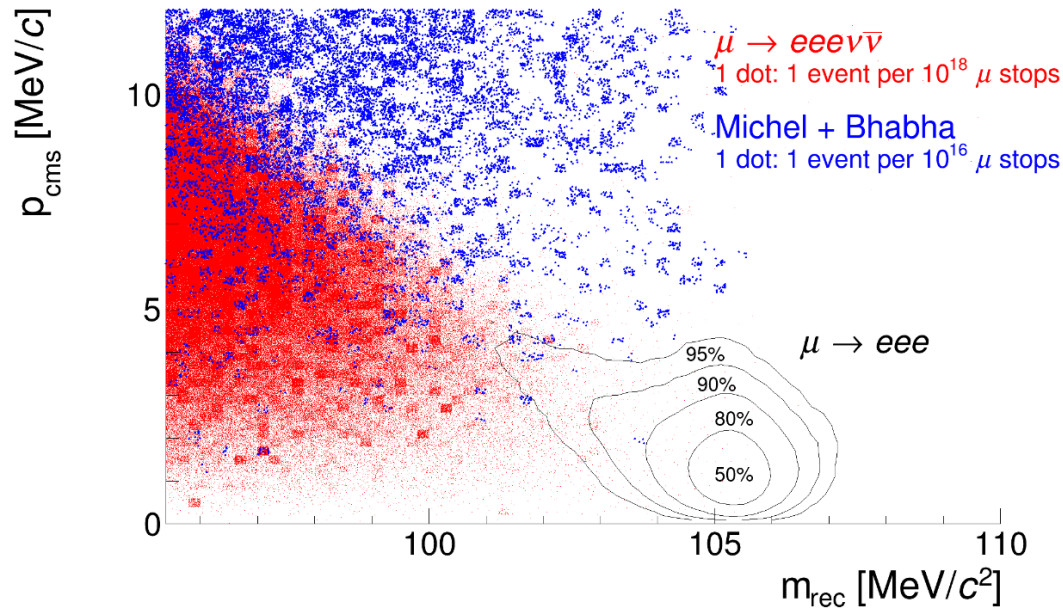 p_cms [MeV/c]
10
5
0
μ → eeeνν̅
1 dot: 1 event per 10¹⁸ μ stops
Michel + Bhabha
1 dot: 1 event per 10¹⁶ μ stops
μ → eee
95%
90%
80%
50%
100
105
110
m_rec [MeV/c²]